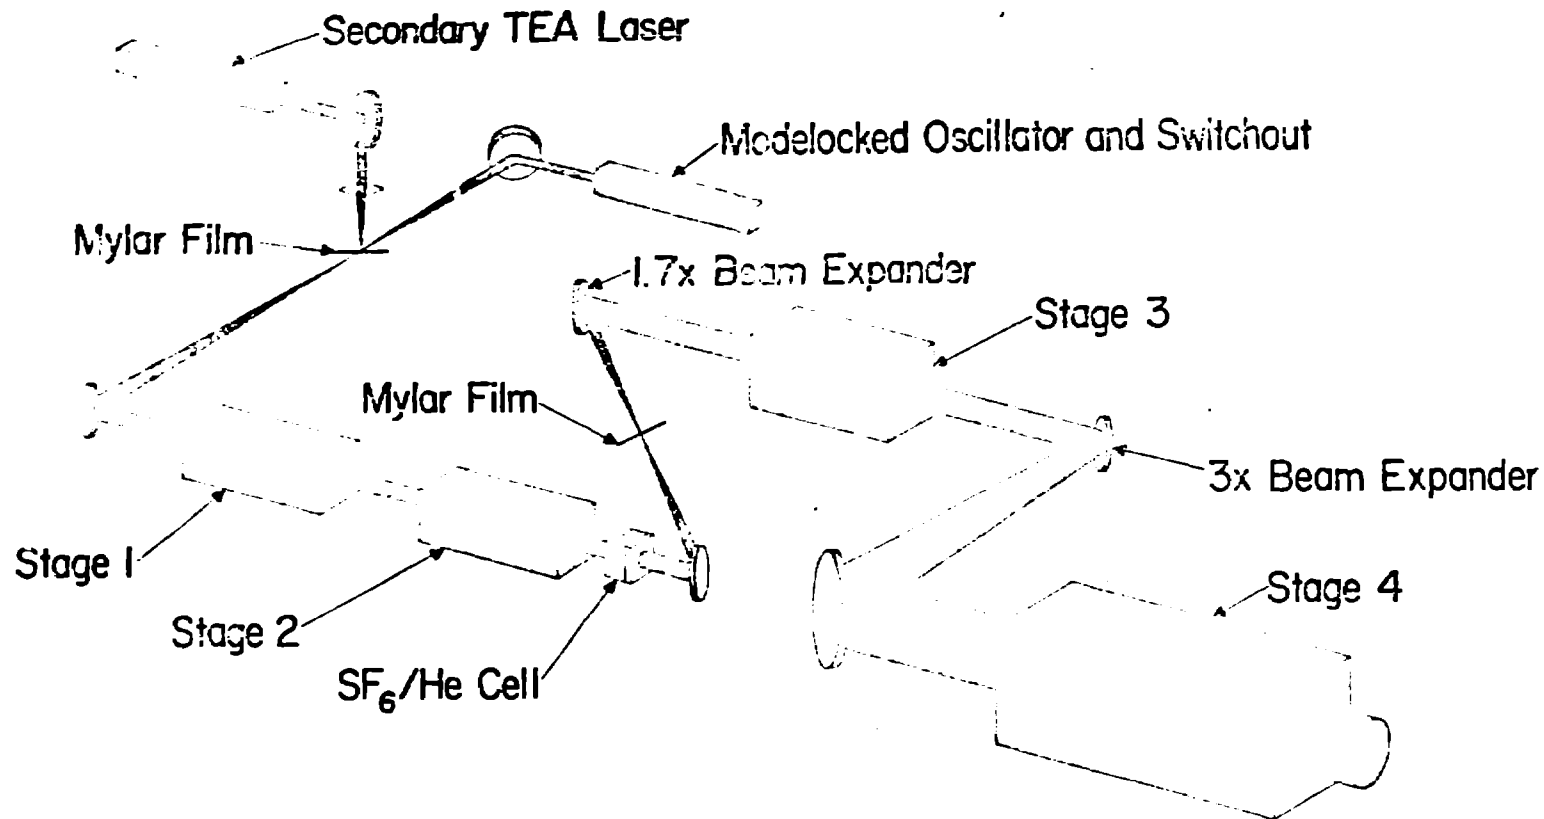 Secondary TEA Laser
Modelocked Oscillator and Switchout
Mylar Film
1.7x Beam Expander
Stage 3
Mylar Film
3x Beam Expander
Stage 1
Stage 4
Stage 2
SF₆/He Cell